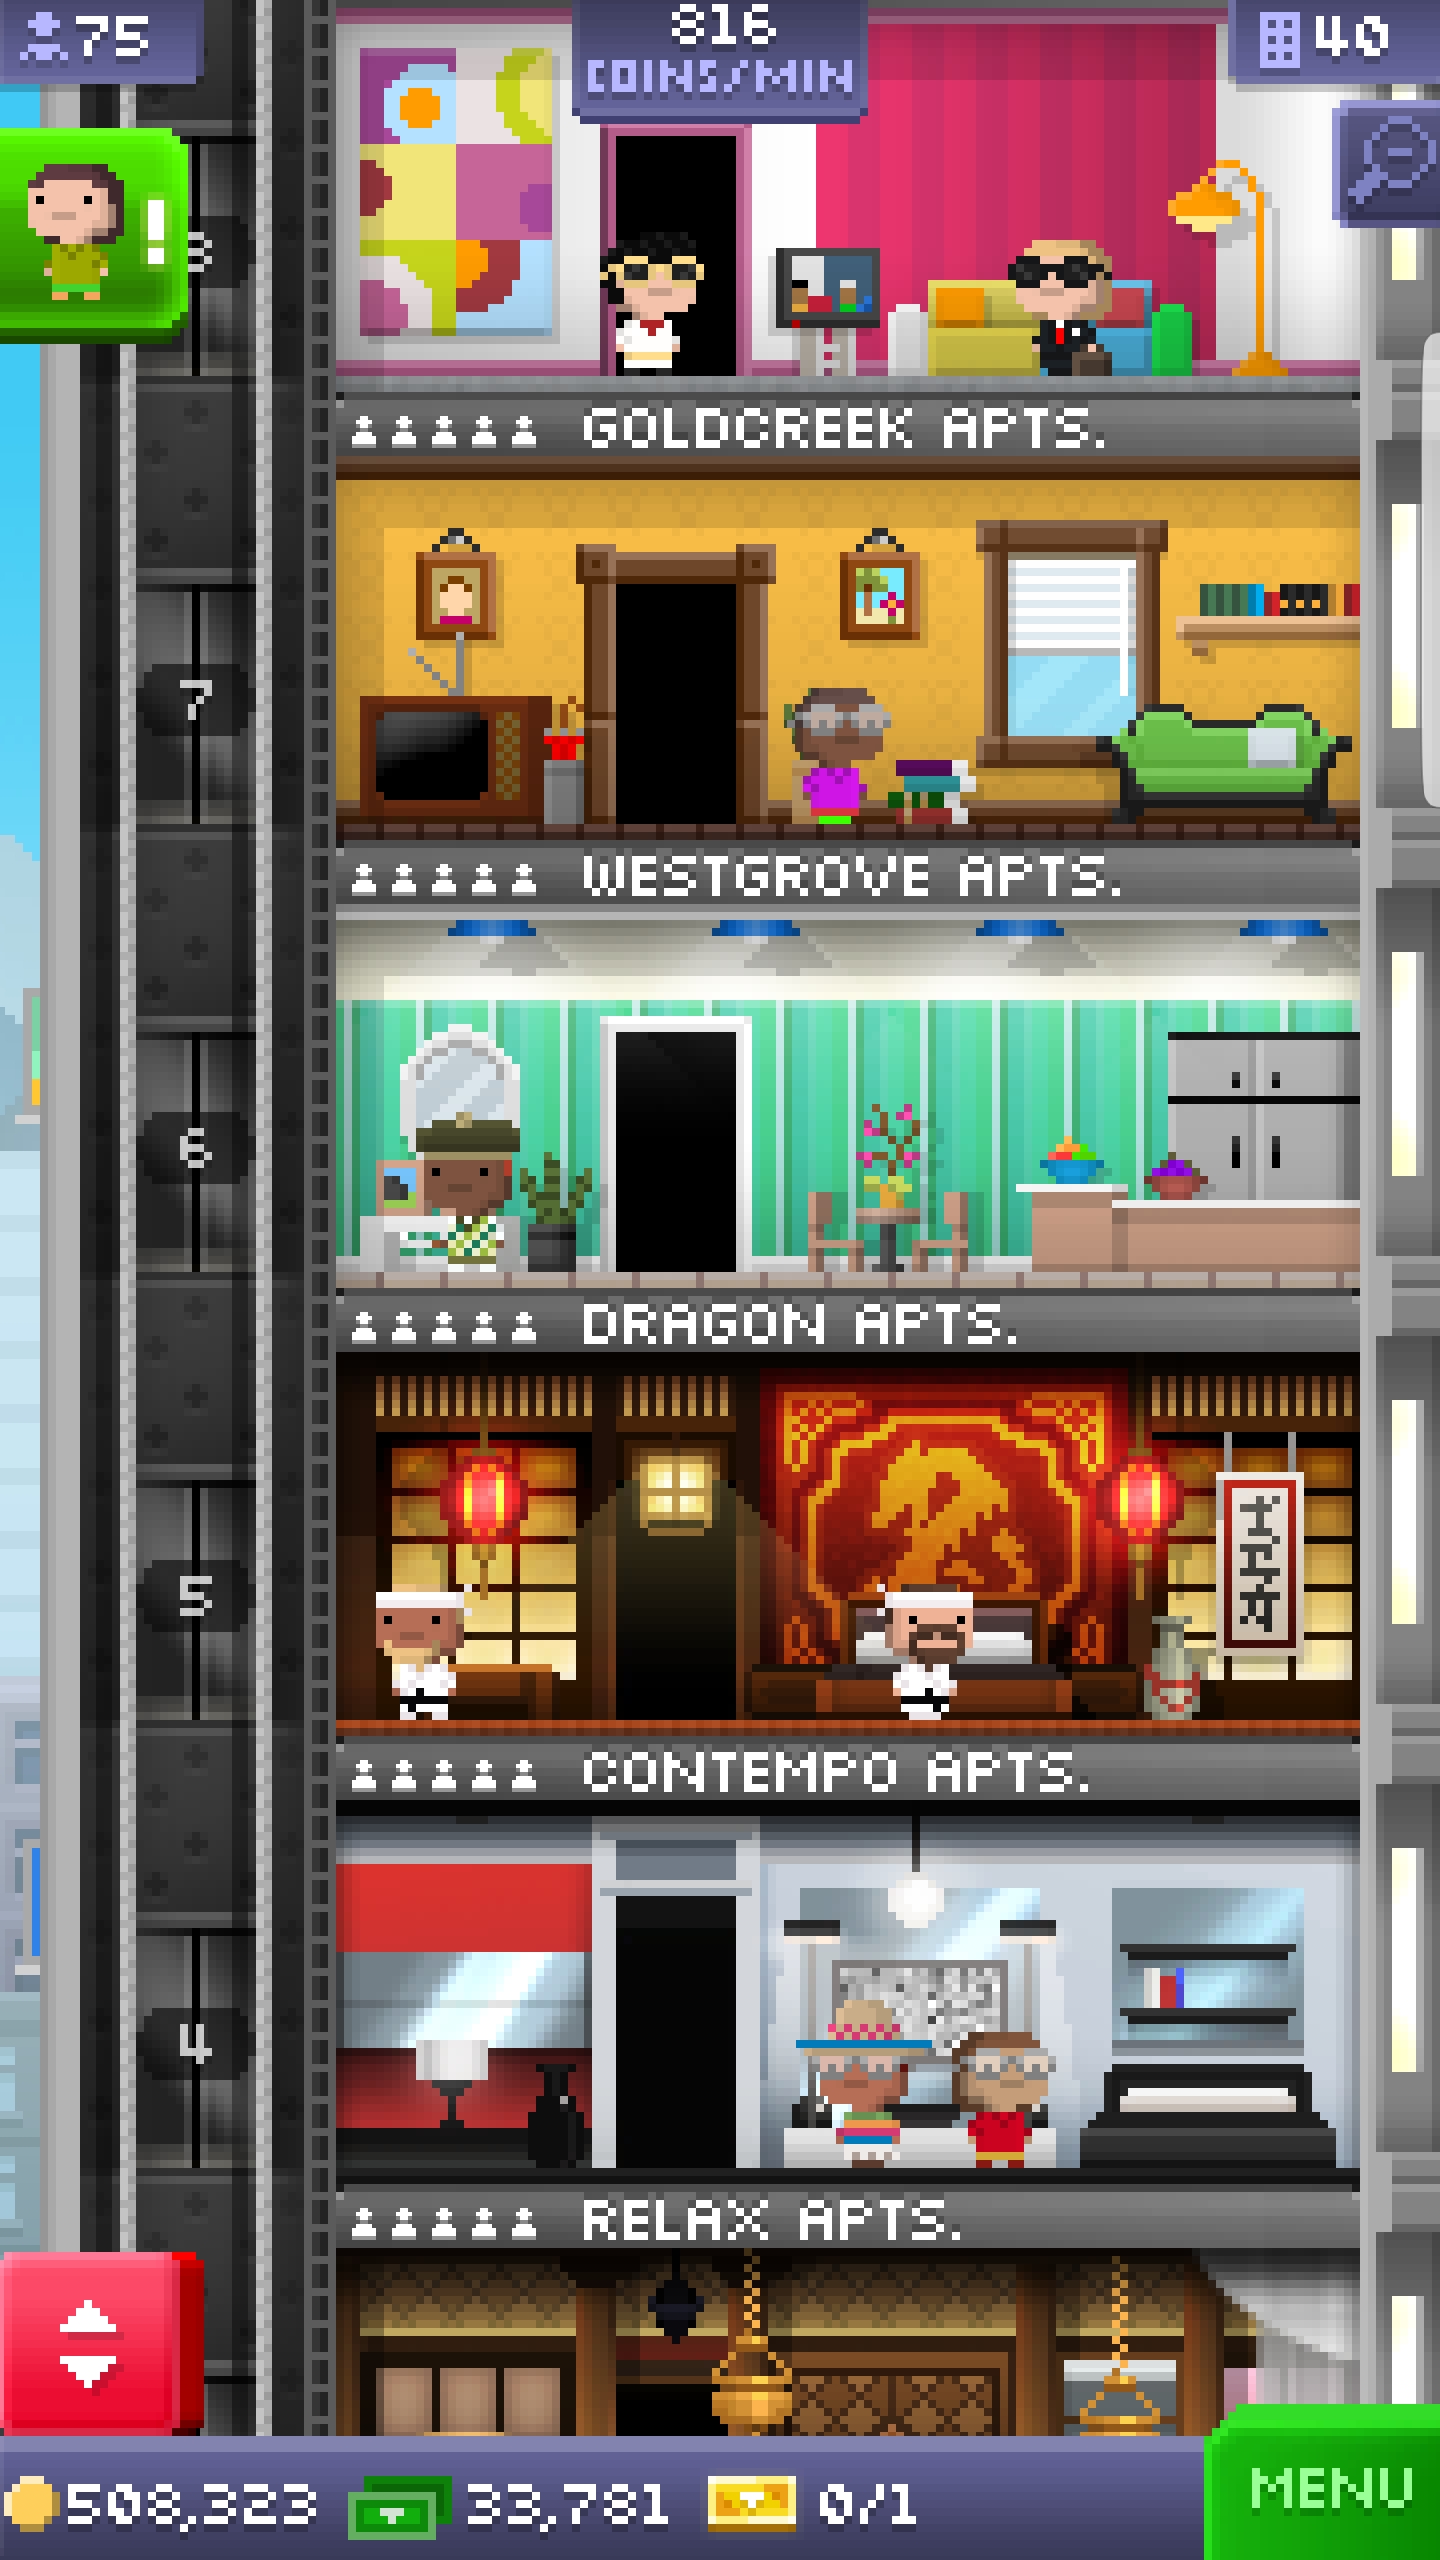 75
816
COINS/MIN
40
!
8
GOLDCREEK APTS.
7
WESTGROVE APTS.
6
DRAGON APTS.
5
CONTEMPO APTS.
4
RELAX APTS.
508,323
33,781
0/1
MENU